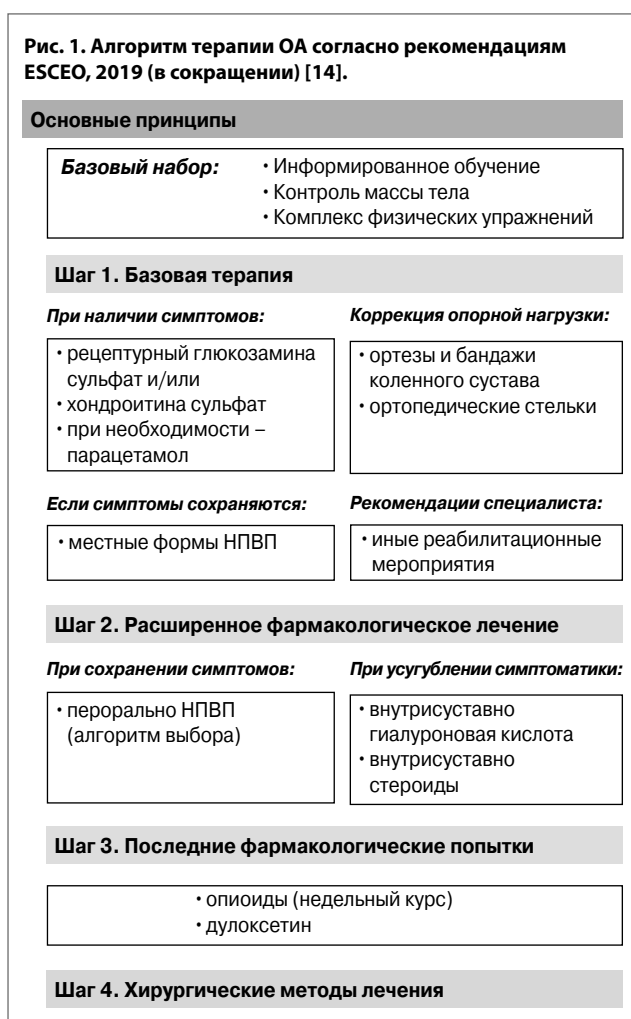 Рис. 1. Алгоритм терапии ОА согласно рекомендациям
ESCEO, 2019 (в сокращении) [14].
Основные принципы
Базовый набор:
• Информированное обучение
• Контроль массы тела
• Комплекс физических упражнений
Шаг 1. Базовая терапия
При наличии симптомов:
• рецептурный глюкозамина
сульфат и/или
• хондроитина сульфат
• при необходимости –
парацетамол
Коррекция опорной нагрузки:
• ортезы и бандажи
коленного сустава
• ортопедические стельки
Если симптомы сохраняются:
• местные формы НПВП
Рекомендации специалиста:
• иные реабилитационные
мероприятия
Шаг 2. Расширенное фармакологическое лечение
При сохранении симптомов:
• перорально НПВП
(алгоритм выбора)
При усугублении симптоматики:
• внутрисуставно
гиалуроновая кислота
• внутрисуставно
стероиды
Шаг 3. Последние фармакологические попытки
• опиоиды (недельный курс)
• дулоксетин
Шаг 4. Хирургические методы лечения